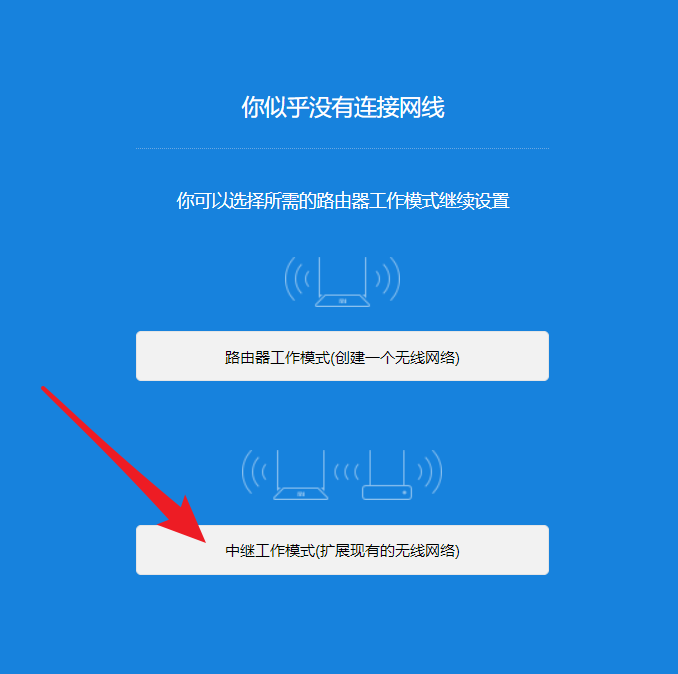 你似乎没有连接网线
你可以选择所需的路由器工作模式继续设置
路由器工作模式(创建一个无线网络)
中继工作模式(扩展现有的无线网络)